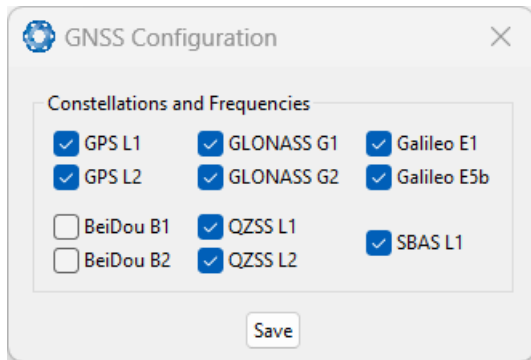 GNSS Configuration
Constellations and Frequencies
GPS L1 GLONASS G1 Galileo E1
GPS L2 GLONASS G2 Galileo E5b
BeiDou B1 QZSS L1
SBAS L1
BeiDou B2 QZSS L2
Save